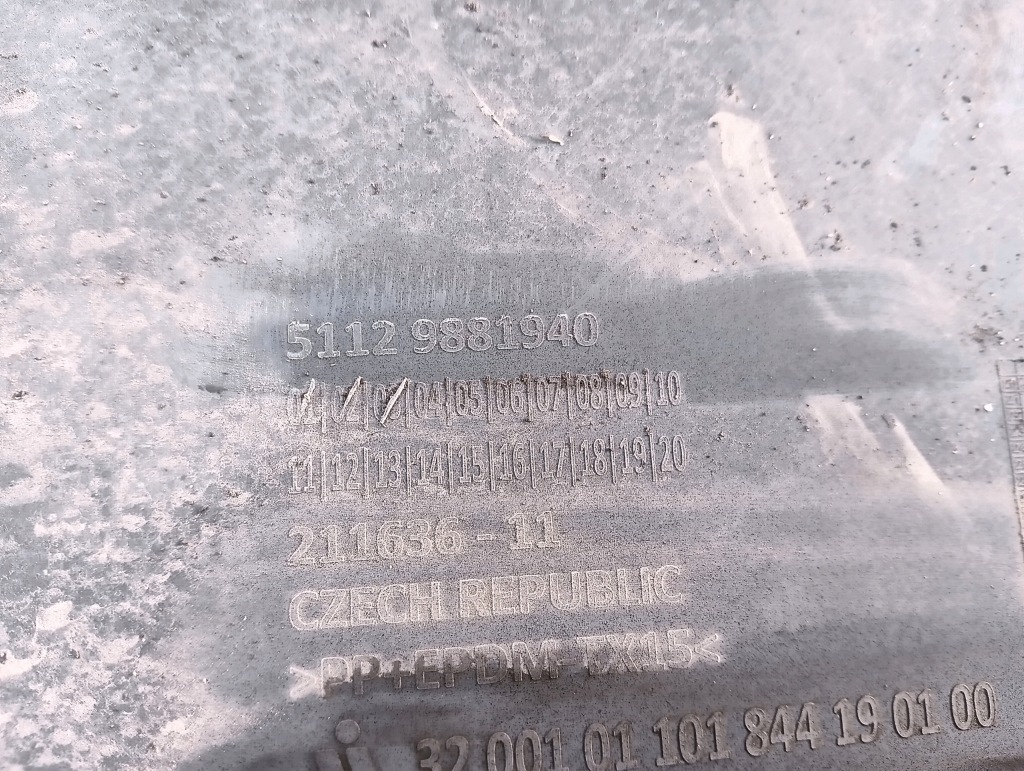 5112 9881940
01|02|03|04|05|06|07|08|09|10
11|12|13|14|15|16|17|18|19|20
211636 - 11
CZECH REPUBLIC
>PP+EPDM-TX15<
32 001 01 101 844 19 01 00